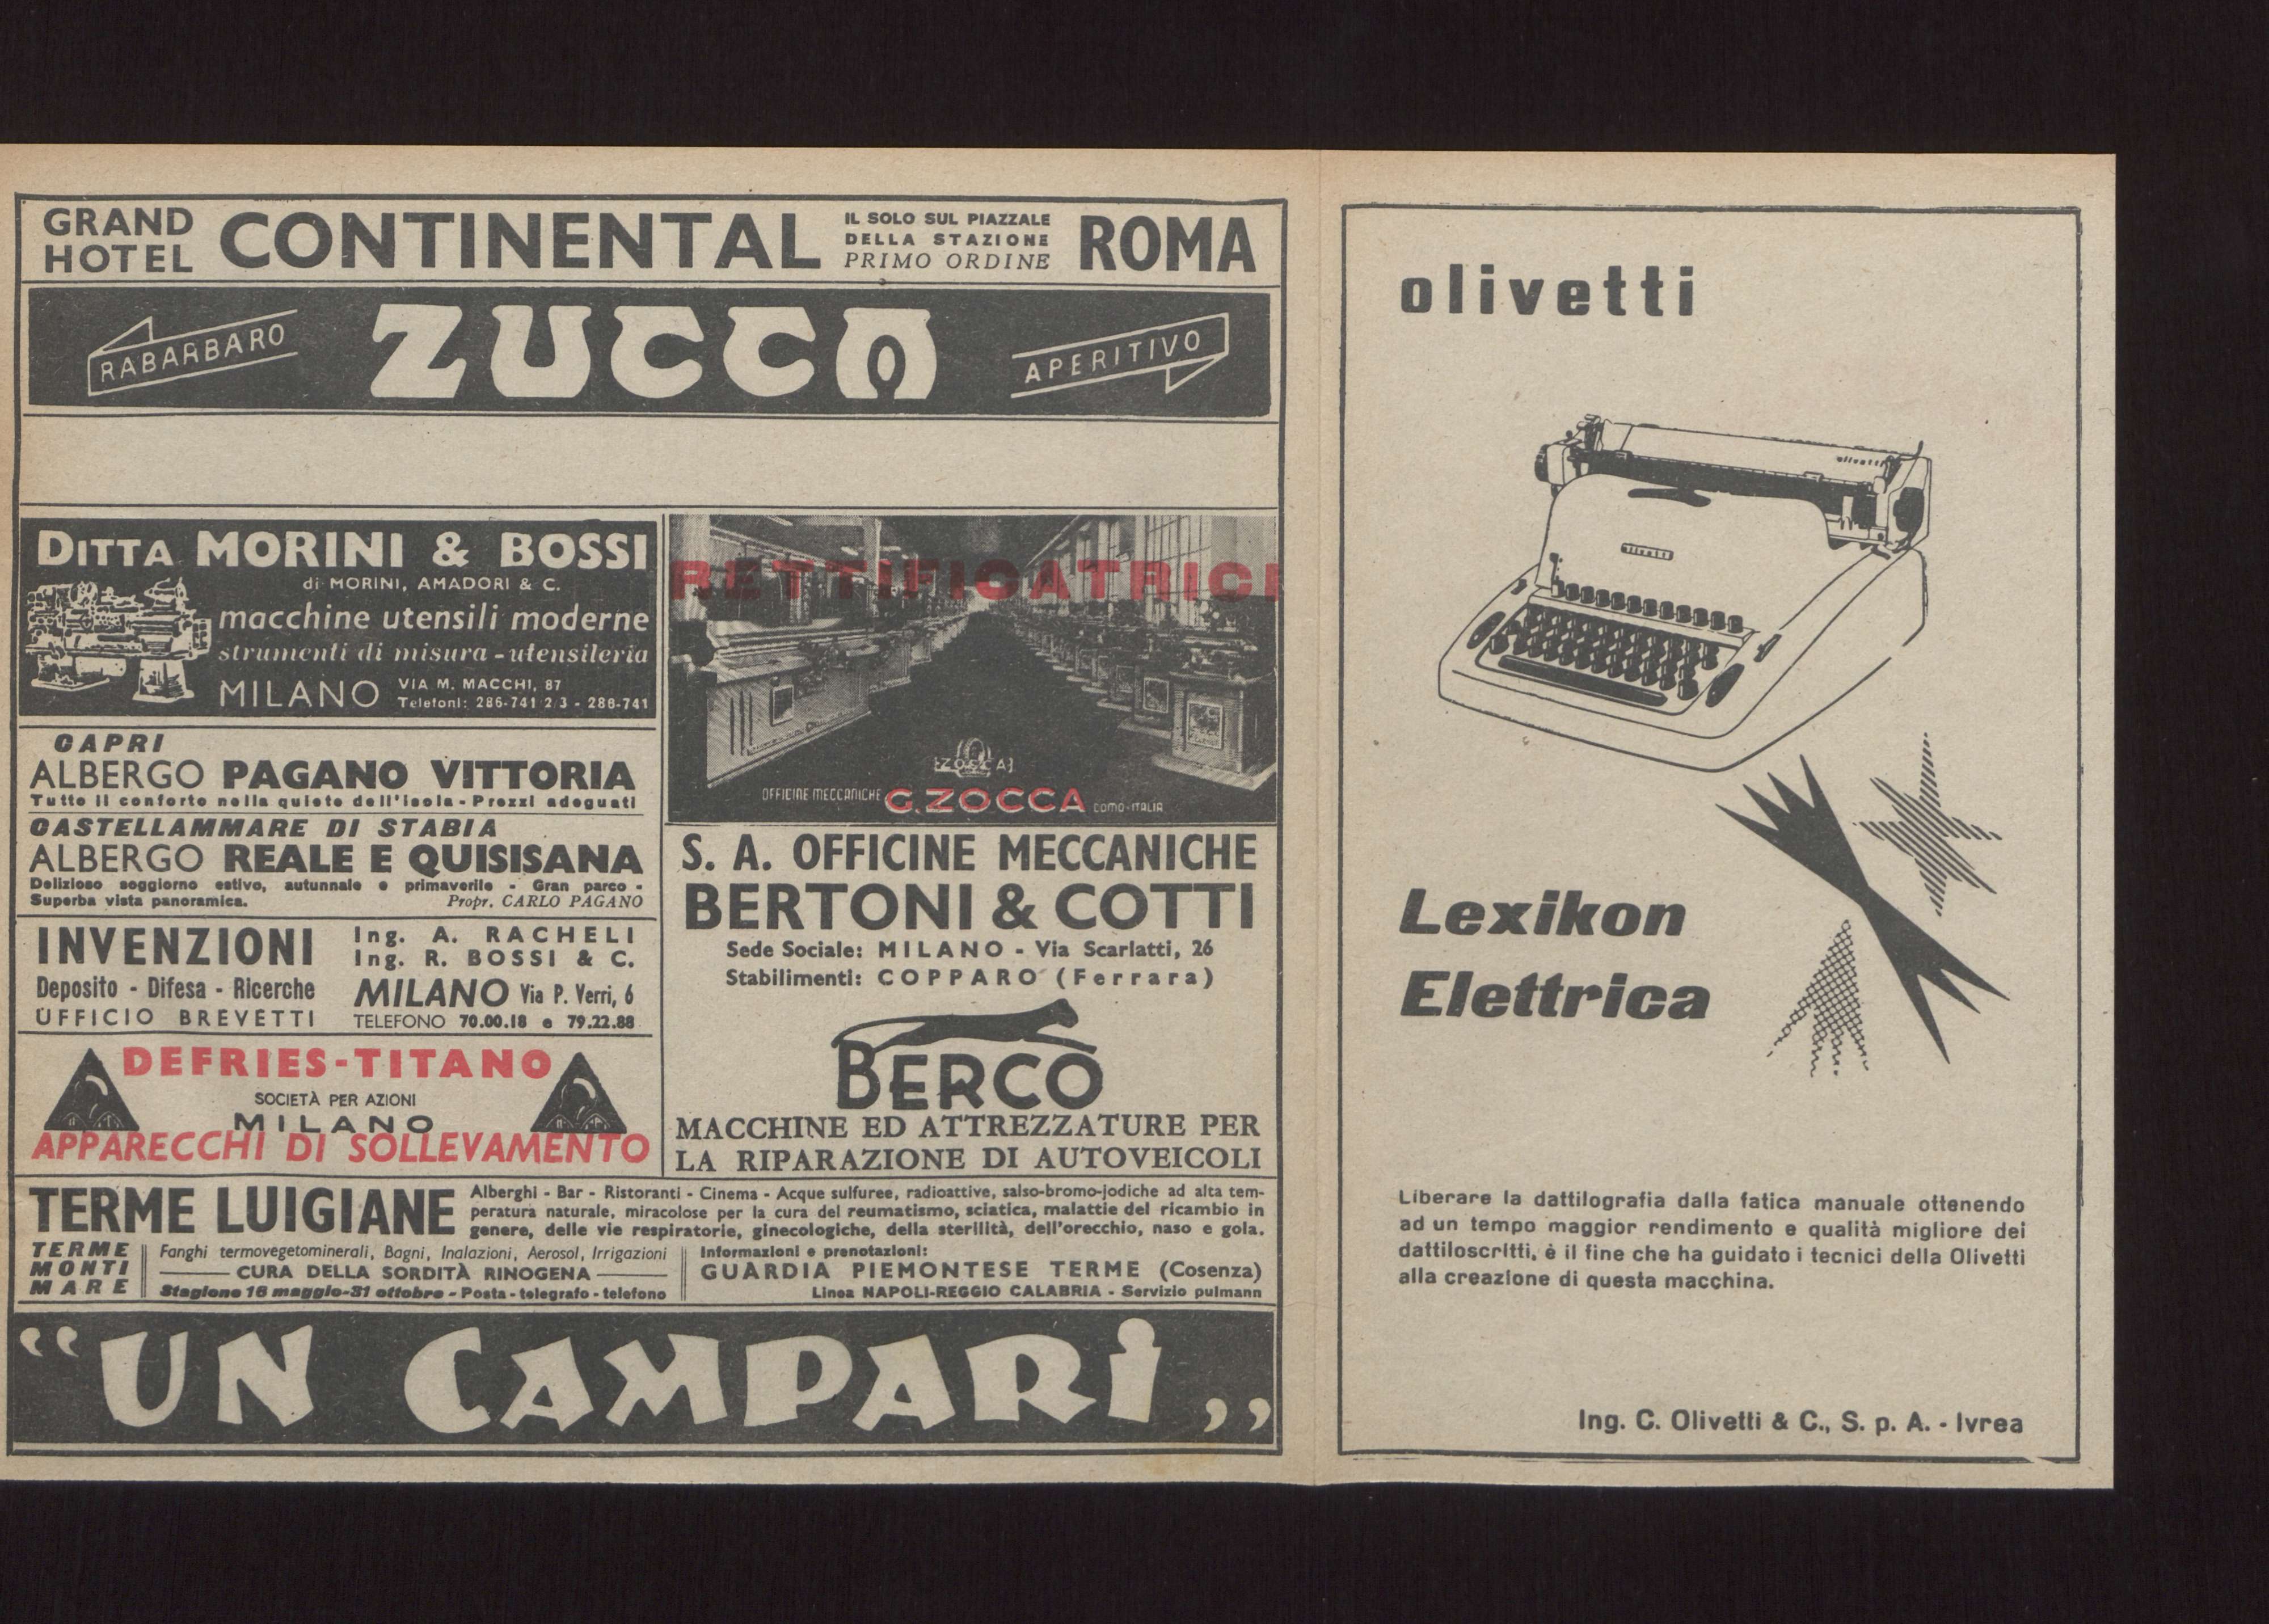 GRAND
HOTEL
CONTINENTAL
IL SOLO SUL PIAZZALE
DELLA STAZIONE
PRIMO ORDINE
ROMA
RABARBARO
ZUCCA
APERITIVO
DITTA MORINI & BOSSI
di MORINI, AMADORI & C.
macchine utensili moderne
strumenti di misura - utensileria
MILANO
VIA M. MACCHI, 87
Telefoni: 286-741/2/3 - 286-741
CAPRI
ALBERGO PAGANO VITTORIA
Tutto il conforto nella quiete dell'isola - Prezzi adeguati
CASTELLAMMARE DI STABIA
ALBERGO REALE E QUISISANA
Delizioso soggiorno estivo, autunnale e primaverile - Gran parco -
Superba vista panoramica.
Propr. CARLO PAGANO
INVENZIONI
Deposito - Difesa - Ricerche
UFFICIO BREVETTI
Ing. A. RACHELI
Ing. R. BOSSI & C.
MILANO Via P. Verri, 6
TELEFONO 70.00.18 e 79.22.88
DEFRIES-TITANO
SOCIETÀ PER AZIONI
MILANO
APPARECCHI DI SOLLEVAMENTO
RETTIFICATRICI
ZOCCA
OFFICINE MECCANICHE G. ZOCCA COMO-ITALIA
S. A. OFFICINE MECCANICHE
BERTONI & COTTI
Sede Sociale: MILANO - Via Scarlatti, 26
Stabilimenti: COPPARO (Ferrara)
BERCO
MACCHINE ED ATTREZZATURE PER
LA RIPARAZIONE DI AUTOVEICOLI
TERME LUIGIANE
Alberghi - Bar - Ristoranti - Cinema - Acque sulfuree, radioattive, salso-bromo-jodiche ad alta tem-
peratura naturale, miracolose per la cura del reumatismo, sciatica, malattie del ricambio in
genere, delle vie respiratorie, ginecologiche, della sterilità, dell'orecchio, naso e gola.
TERME
MONTI
MARE
Fanghi termovegetominerali, Bagni, Inalazioni, Aerosol, Irrigazioni
CURA DELLA SORDITÀ RINOGENA
Stagione 16 maggio-31 ottobre - Posta - telegrafo - telefono
Informazioni e prenotazioni:
GUARDIA PIEMONTESE TERME (Cosenza)
Linea NAPOLI-REGGIO CALABRIA - Servizio pulmann
“UN CAMPARI„
olivetti
olivetti
olivetti
Lexikon
Elettrica
Liberare la dattilografia dalla fatica manuale ottenendo
ad un tempo maggior rendimento e qualità migliore dei
dattiloscritti, è il fine che ha guidato i tecnici della Olivetti
alla creazione di questa macchina.
Ing. C. Olivetti & C., S. p. A. - Ivrea